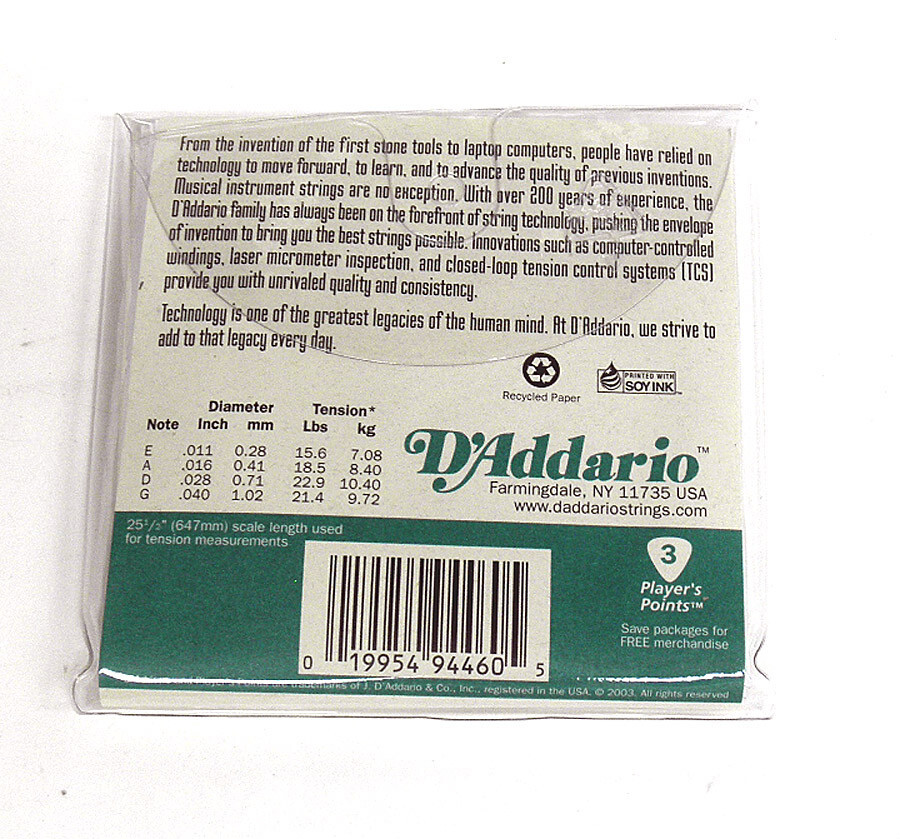 From the invention of the first stone tools to laptop computers, people have relied on
technology to move forward, to learn, and to advance the quality of previous inventions.
Musical instrument strings are no exception. With over 200 years of experience, the
D'Addario family has always been on the forefront of string technology, pushing the envelope
of invention to bring you the best strings possible. Innovations such as computer-controlled
windings, laser micrometer inspection, and closed-loop tension control systems (TCS)
provide you with unrivaled quality and consistency.
Technology is one of the greatest legacies of the human mind. At D'Addario, we strive to
add to that legacy every day.
Recycled Paper
PRINTED WITH
SOY INK™
Diameter Tension*
Note Inch mm Lbs kg
E .011 0.28 15.6 7.08
A .016 0.41 18.5 8.40
D .028 0.71 22.9 10.40
G .040 1.02 21.4 9.72
D'Addario™
Farmingdale, NY 11735 USA
www.daddariostrings.com
25 1/2" (647mm) scale length used
for tension measurements
3
Player's
Points™
Save packages for
FREE merchandise
0 19954 94460 5
Player's Points are trademarks of J. D'Addario & Co., Inc., registered in the USA. © 2003. All rights reserved